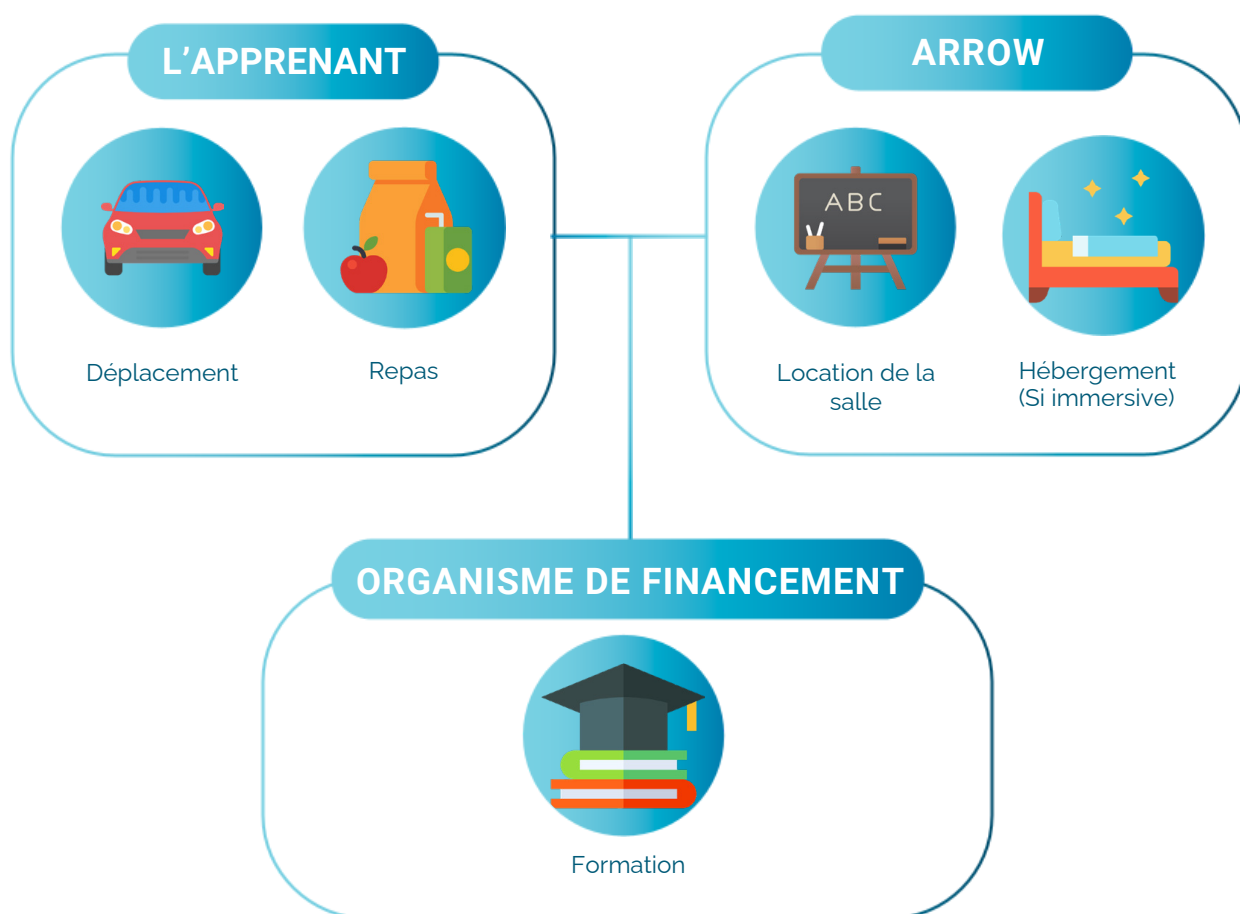 L'APPRENANT
Déplacement
Repas
ARROW
ABC
Location de la
salle
Hébergement
(Si immersive)
ORGANISME DE FINANCEMENT
Formation